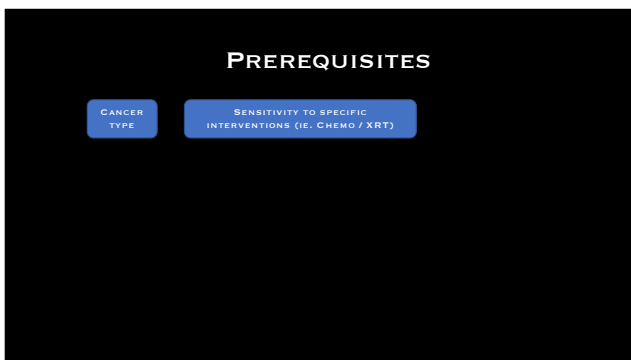 Prerequisites
Cancer
type
Sensitivity to specific
interventions (ie. Chemo / XRT)